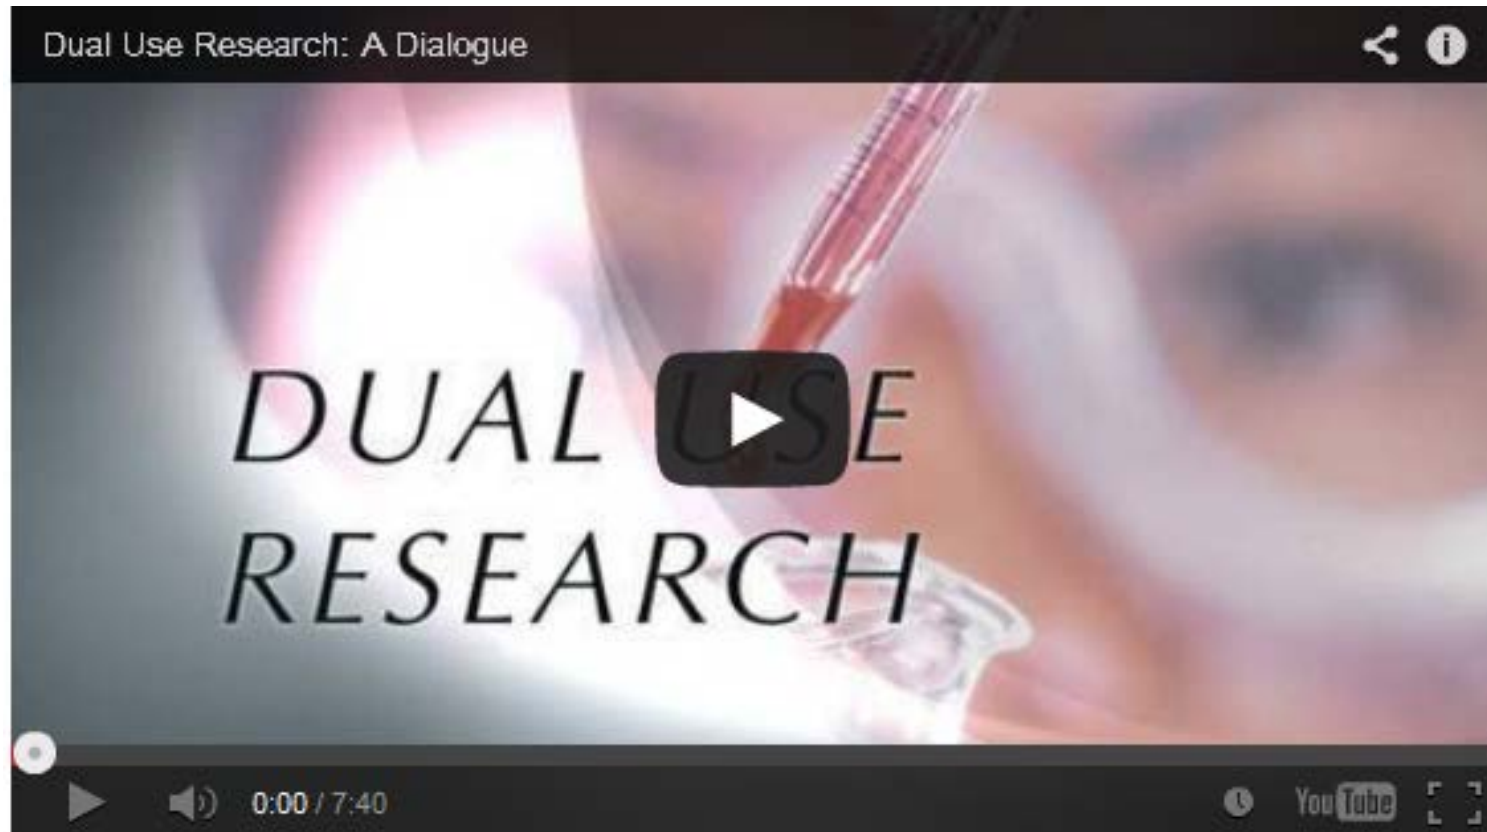 Dual Use Research: A Dialogue
DUAL USE
RESEARCH
0:00 / 7:40
YouTube